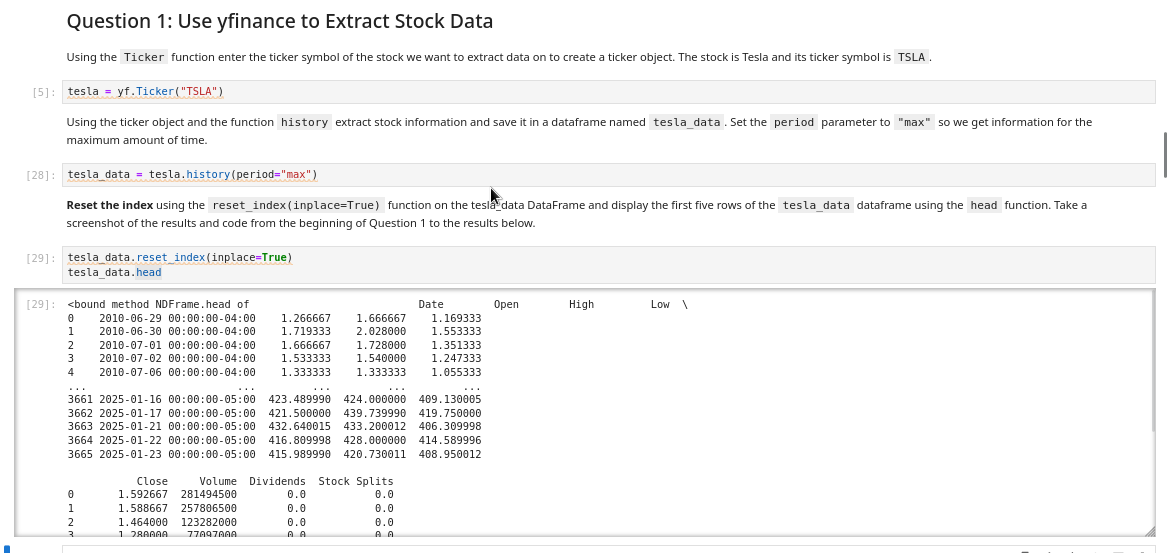 Question 1: Use yfinance to Extract Stock Data
Using the Ticker function enter the ticker symbol of the stock we want to extract data on to create a ticker object. The stock is Tesla and its ticker symbol is TSLA .
[5]: tesla = yf.Ticker("TSLA")
Using the ticker object and the function history extract stock information and save it in a dataframe named tesla_data . Set the period parameter to "max" so we get information for the
maximum amount of time.
[28]: tesla_data = tesla.history(period="max")
Reset the index using the reset_index(inplace=True) function on the tesla_data DataFrame and display the first five rows of the tesla_data dataframe using the head function. Take a
screenshot of the results and code from the beginning of Question 1 to the results below.
[29]: tesla_data.reset_index(inplace=True)
tesla_data.head
[29]: <bound method NDFrame.head of Date Open High Low \
0 2010-06-29 00:00:00-04:00 1.266667 1.666667 1.169333
1 2010-06-30 00:00:00-04:00 1.719333 2.028000 1.553333
2 2010-07-01 00:00:00-04:00 1.666667 1.728000 1.351333
3 2010-07-02 00:00:00-04:00 1.533333 1.540000 1.247333
4 2010-07-06 00:00:00-04:00 1.333333 1.333333 1.055333
... ... ... ... ...
3661 2025-01-16 00:00:00-05:00 423.489990 424.000000 409.130005
3662 2025-01-17 00:00:00-05:00 421.500000 439.739990 419.750000
3663 2025-01-21 00:00:00-05:00 432.640015 433.200012 406.309998
3664 2025-01-22 00:00:00-05:00 416.809998 428.000000 414.589996
3665 2025-01-23 00:00:00-05:00 415.989990 420.730011 408.950012
Close Volume Dividends Stock Splits
0 1.592667 281494500 0.0 0.0
1 1.588667 257806500 0.0 0.0
2 1.464000 123282000 0.0 0.0
3 1.280000 77097000 0.0 0.0